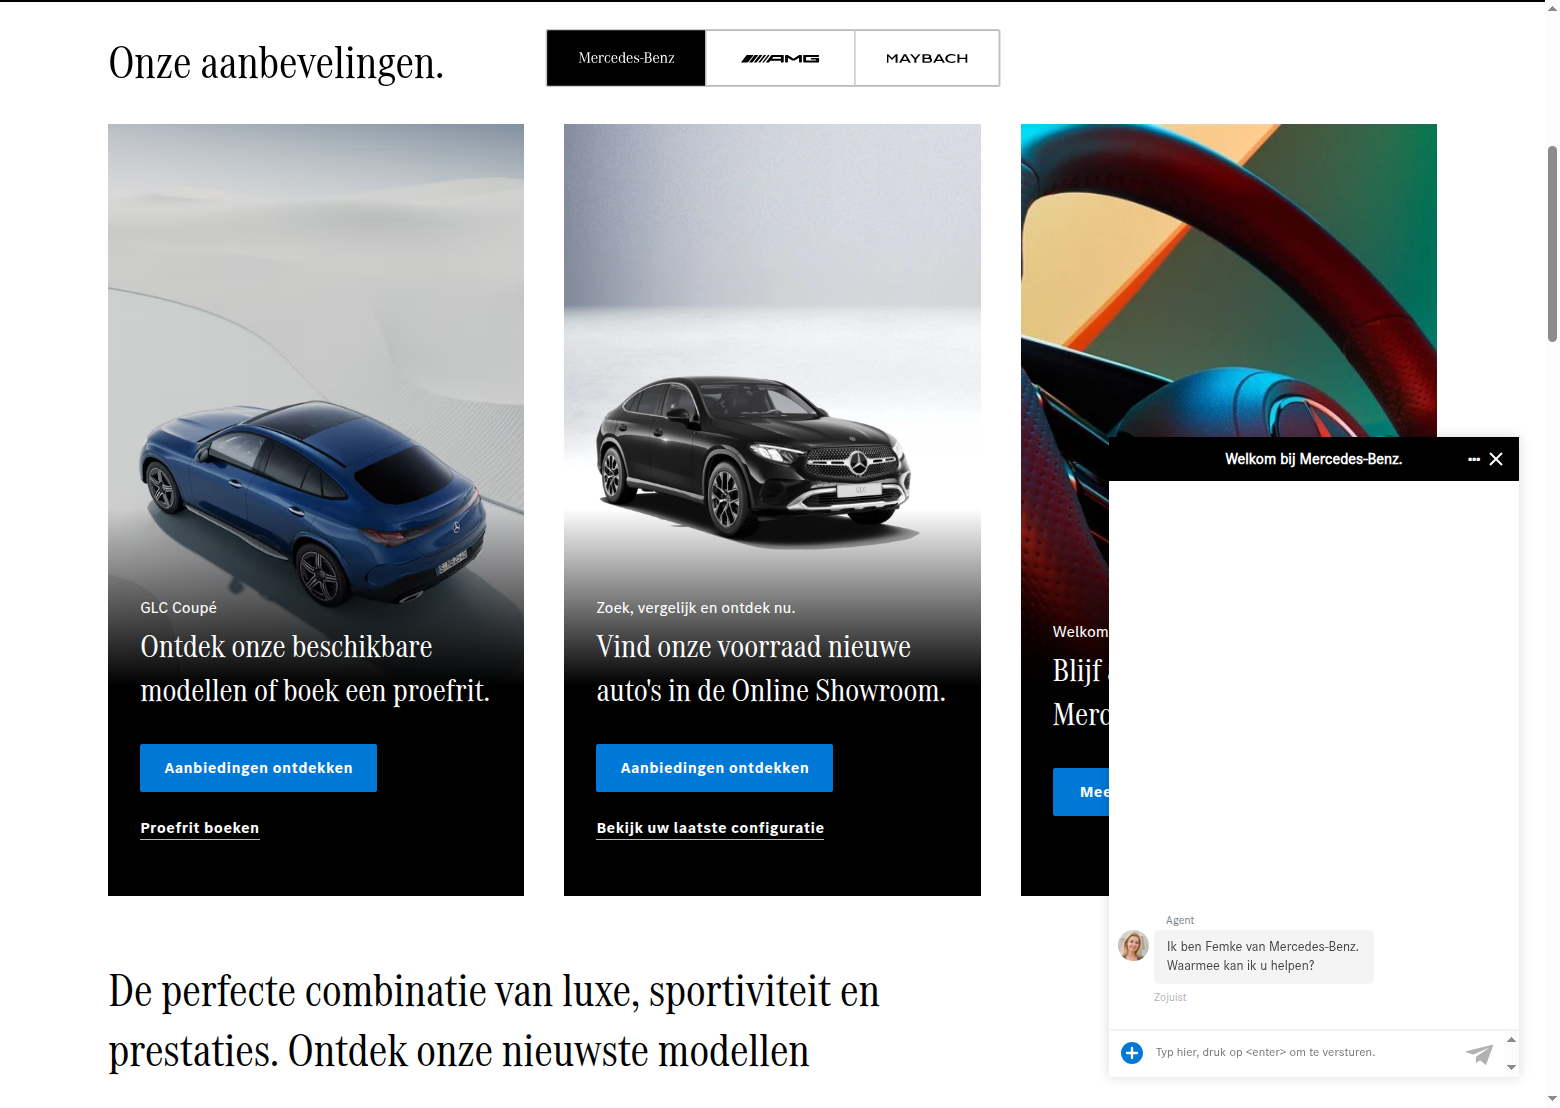 Onze aanbevelingen.
Mercedes-Benz
AMG
MAYBACH
GLC Coupé
Ontdek onze beschikbare
modellen of boek een proefrit.
Aanbiedingen ontdekken
Proefrit boeken
GLC
Zoek, vergelijk en ontdek nu.
Vind onze voorraad nieuwe
auto's in de Online Showroom.
Aanbiedingen ontdekken
Bekijk uw laatste configuratie
Welkom
Blijf
Merc
Mee
Welkom bij Mercedes-Benz.
Agent
Ik ben Femke van Mercedes-Benz.
Waarmee kan ik u helpen?
Zojuist
Typ hier, druk op <enter> om te versturen.
De perfecte combinatie van luxe, sportiviteit en
prestaties. Ontdek onze nieuwste modellen